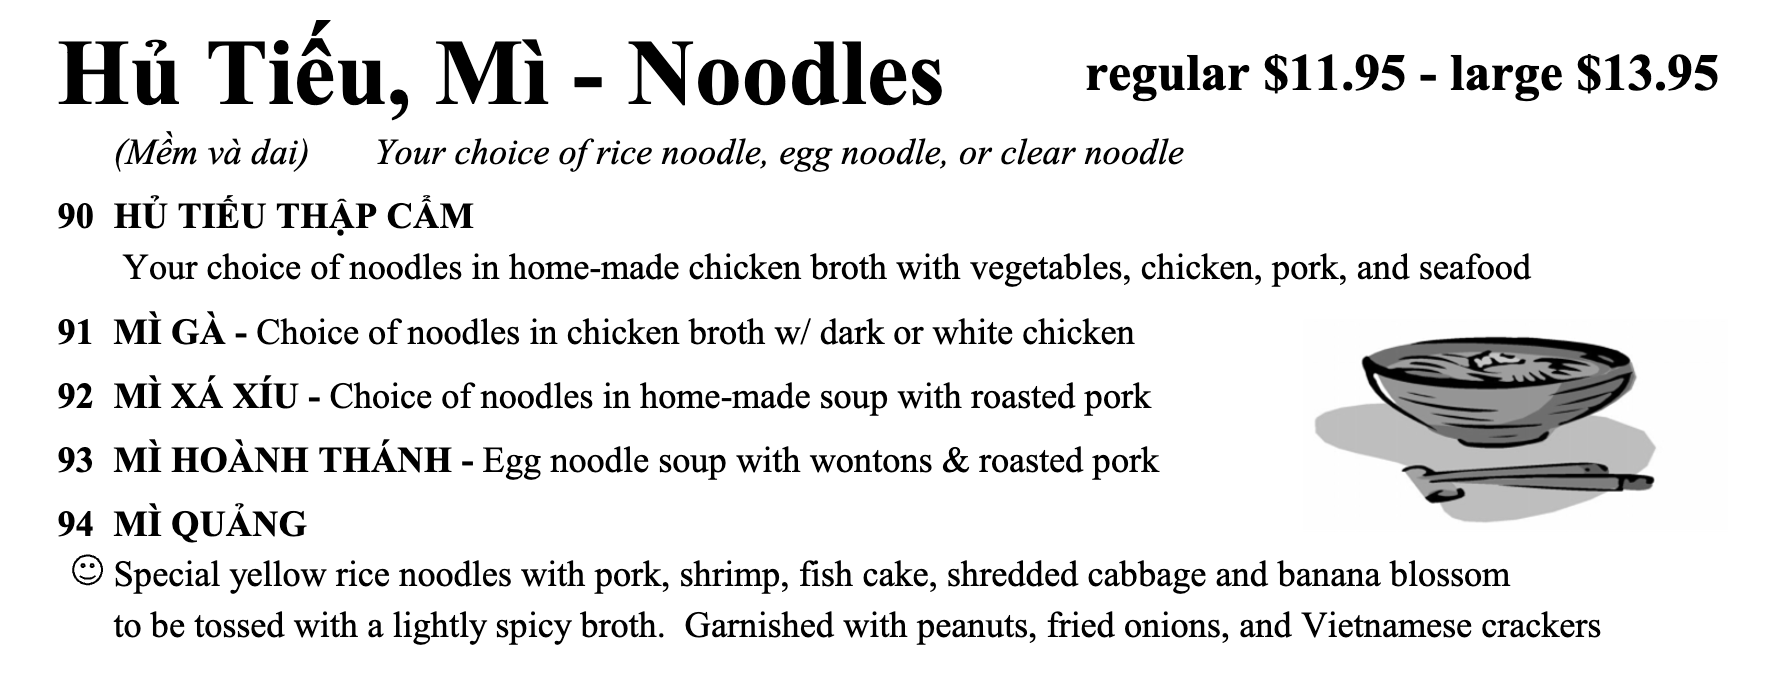 Hủ Tiếu, Mì - Noodles regular $11.95 - large $13.95
(Mềm và dai) Your choice of rice noodle, egg noodle, or clear noodle
90 HỦ TIẾU THẬP CẨM
Your choice of noodles in home-made chicken broth with vegetables, chicken, pork, and seafood
91 MÌ GÀ - Choice of noodles in chicken broth w/ dark or white chicken
92 MÌ XÁ XÍU - Choice of noodles in home-made soup with roasted pork
93 MÌ HOÀNH THÁNH - Egg noodle soup with wontons & roasted pork
94 MÌ QUẢNG
☺ Special yellow rice noodles with pork, shrimp, fish cake, shredded cabbage and banana blossom
to be tossed with a lightly spicy broth. Garnished with peanuts, fried onions, and Vietnamese crackers